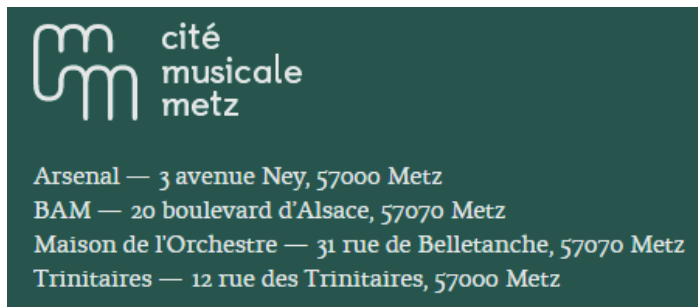 cité
musicale
metz
Arsenal — 3 avenue Ney, 57000 Metz
BAM — 20 boulevard d'Alsace, 57070 Metz
Maison de l'Orchestre — 31 rue de Belletanche, 57070 Metz
Trinitaires — 12 rue des Trinitaires, 57000 Metz